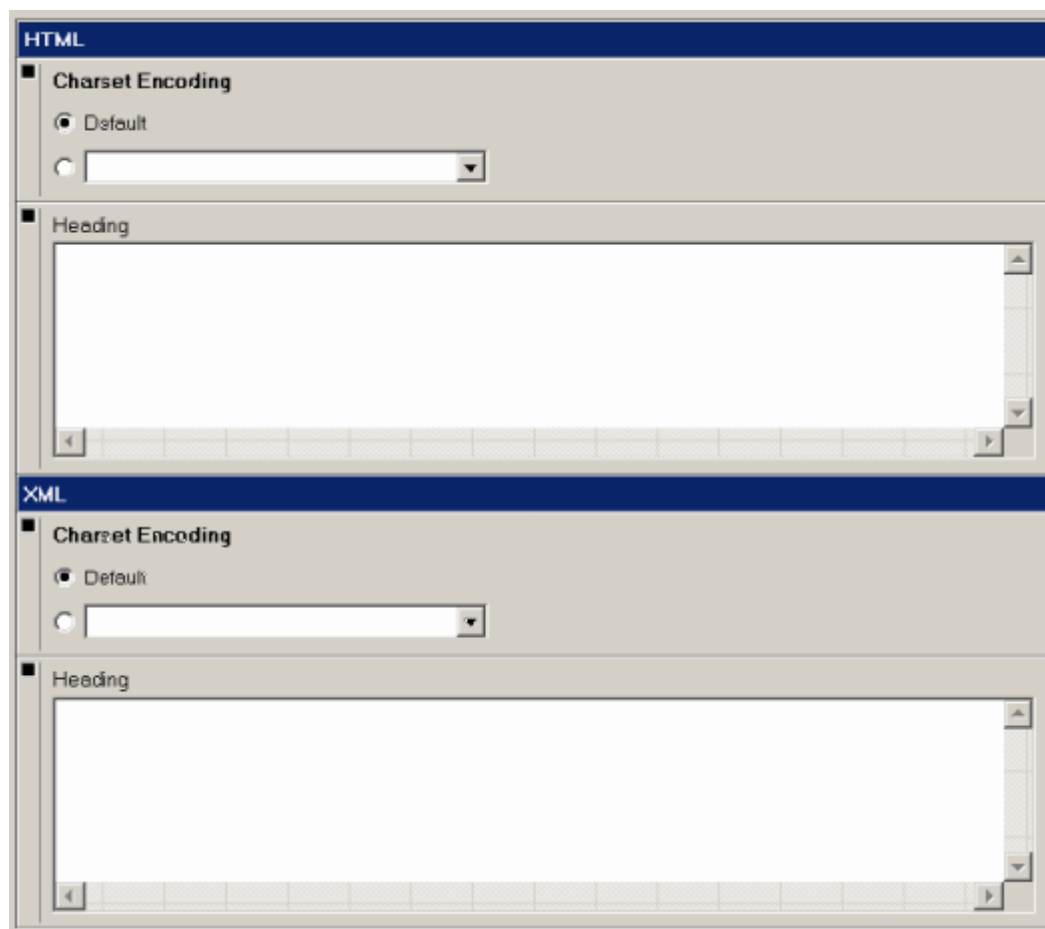 HTML
Charset Encoding
Default
Heading
XML
Charset Encoding
Default
Heading